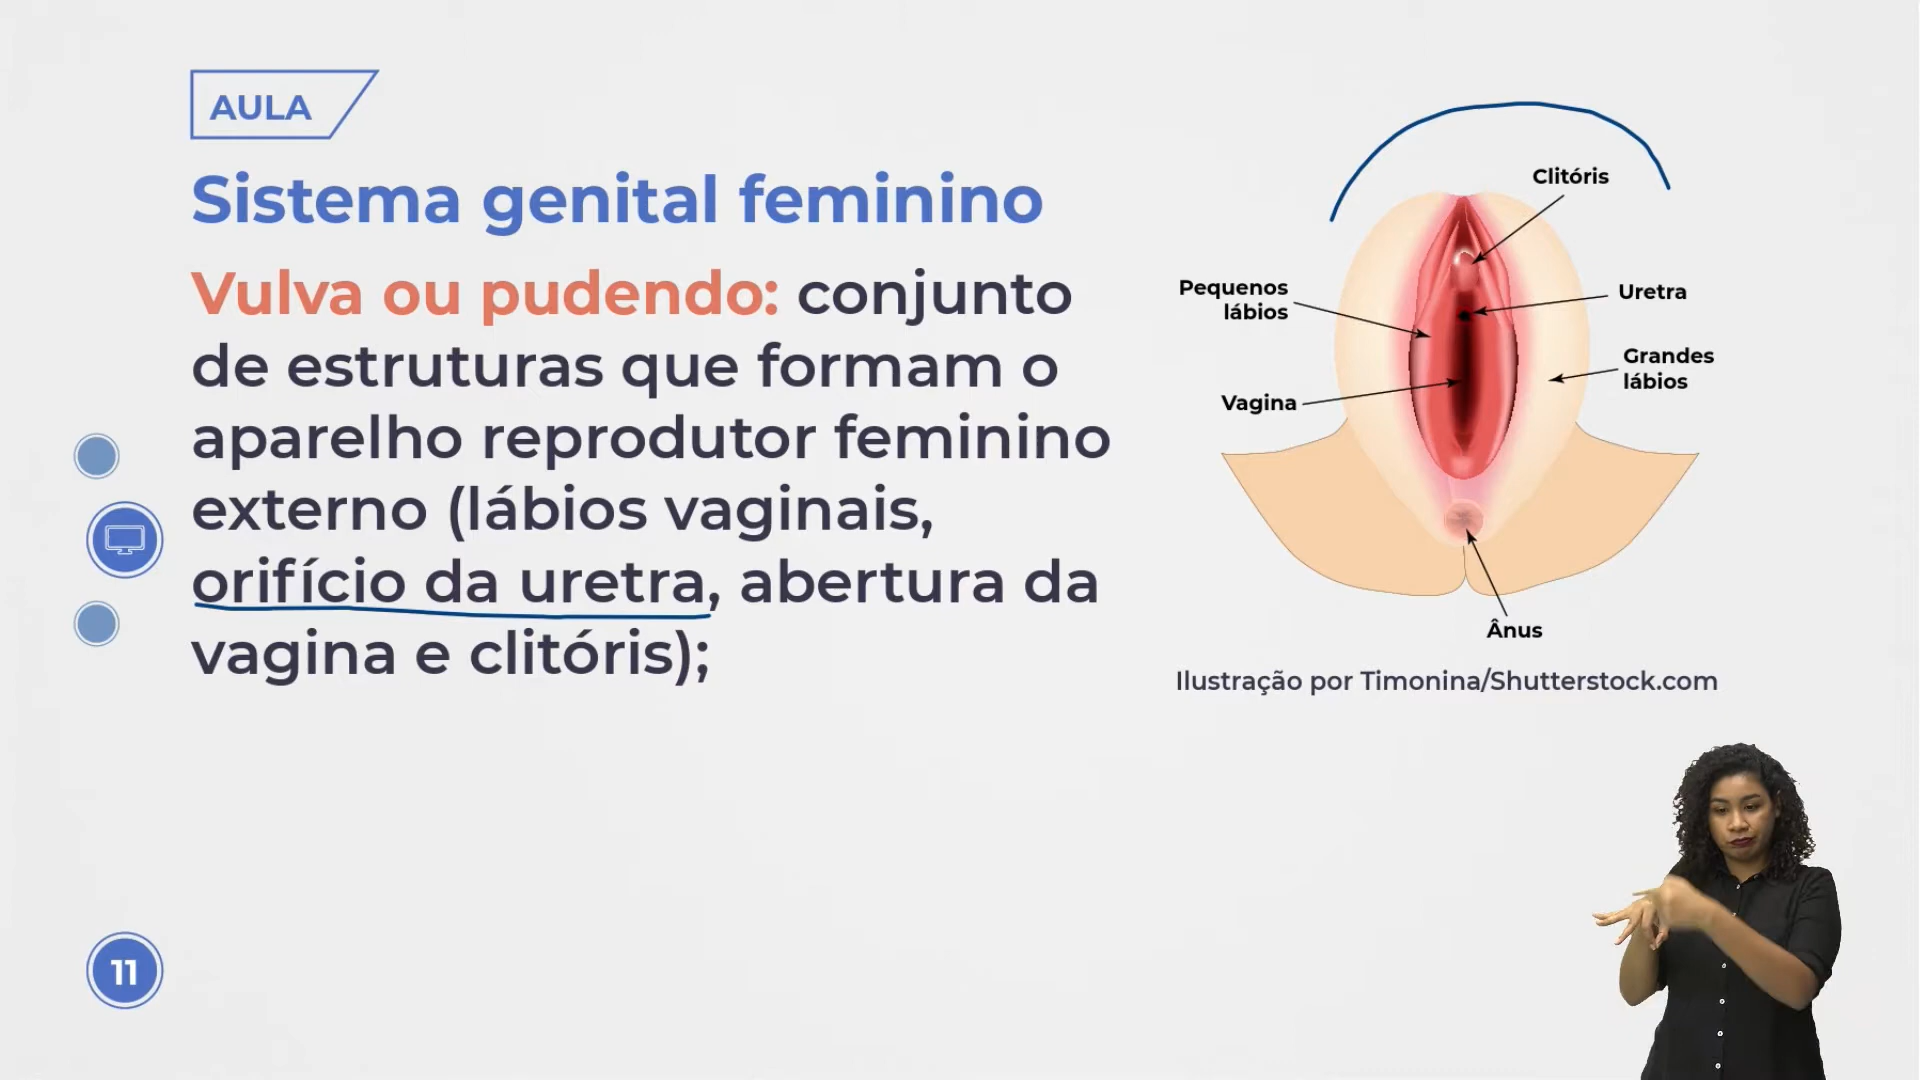 AULA
Sistema genital feminino
Vulva ou pudendo: conjunto
de estruturas que formam o
aparelho reprodutor feminino
externo (lábios vaginais,
orifício da uretra, abertura da
vagina e clitóris);
Clitóris
Pequenos
lábios
Uretra
Grandes
lábios
Vagina
Ânus
Ilustração por Timonina/Shutterstock.com
11